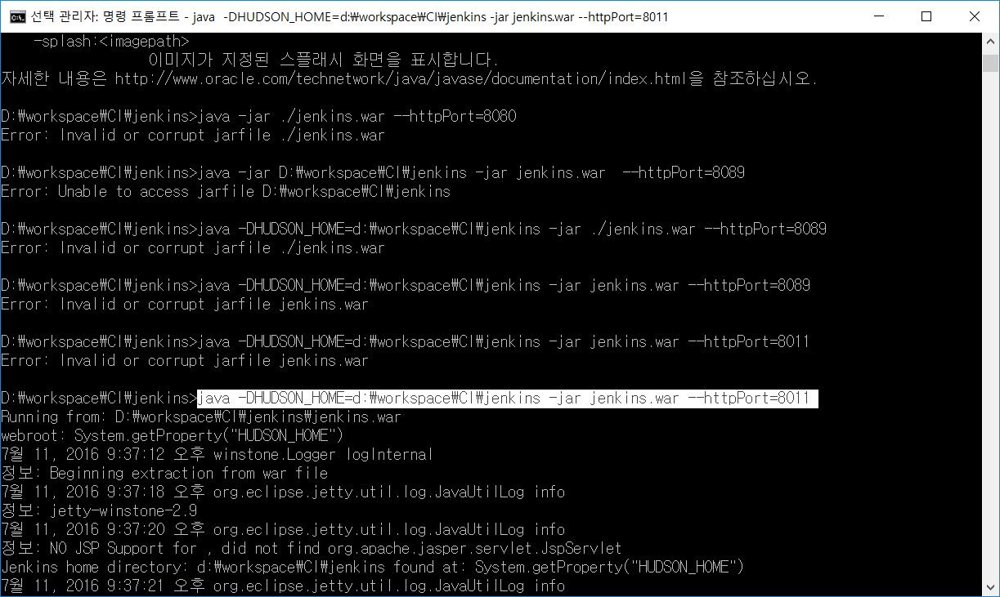 선택 관리자: 명령 프롬프트 - java  -DHUDSON_HOME=d:₩workspace₩CI₩jenkins -jar jenkins.war --httpPort=8011
-splash:<imagepath>
이미지가 지정된 스플래시 화면을 표시합니다.
자세한 내용은 http://www.oracle.com/technetwork/java/javase/documentation/index.html을 참조하십시오.
D:₩workspace₩CI₩jenkins>java -jar ./jenkins.war --httpPort=8080
Error: Invalid or corrupt jarfile ./jenkins.war
D:₩workspace₩CI₩jenkins>java -jar D:₩workspace₩CI₩jenkins -jar jenkins.war  --httpPort=8089
Error: Unable to access jarfile D:₩workspace₩CI₩jenkins
D:₩workspace₩CI₩jenkins>java -DHUDSON_HOME=d:₩workspace₩CI₩jenkins -jar ./jenkins.war --httpPort=8089
Error: Invalid or corrupt jarfile ./jenkins.war
D:₩workspace₩CI₩jenkins>java -DHUDSON_HOME=d:₩workspace₩CI₩jenkins -jar jenkins.war --httpPort=8089
Error: Invalid or corrupt jarfile jenkins.war
D:₩workspace₩CI₩jenkins>java -DHUDSON_HOME=d:₩workspace₩CI₩jenkins -jar jenkins.war --httpPort=8011
Error: Invalid or corrupt jarfile jenkins.war
D:₩workspace₩CI₩jenkins>java -DHUDSON_HOME=d:₩workspace₩CI₩jenkins -jar jenkins.war --httpPort=8011
Running from: D:₩workspace₩CI₩jenkins₩jenkins.war
webroot: System.getProperty("HUDSON_HOME")
7월 11, 2016 9:37:12 오후 winstone.Logger logInternal
정보: Beginning extraction from war file
7월 11, 2016 9:37:18 오후 org.eclipse.jetty.util.log.JavaUtilLog info
정보: jetty-winstone-2.9
7월 11, 2016 9:37:20 오후 org.eclipse.jetty.util.log.JavaUtilLog info
정보: NO JSP Support for , did not find org.apache.jasper.servlet.JspServlet
Jenkins home directory: d:₩workspace₩CI₩jenkins found at: System.getProperty("HUDSON_HOME")
7월 11, 2016 9:37:21 오후 org.eclipse.jetty.util.log.JavaUtilLog info